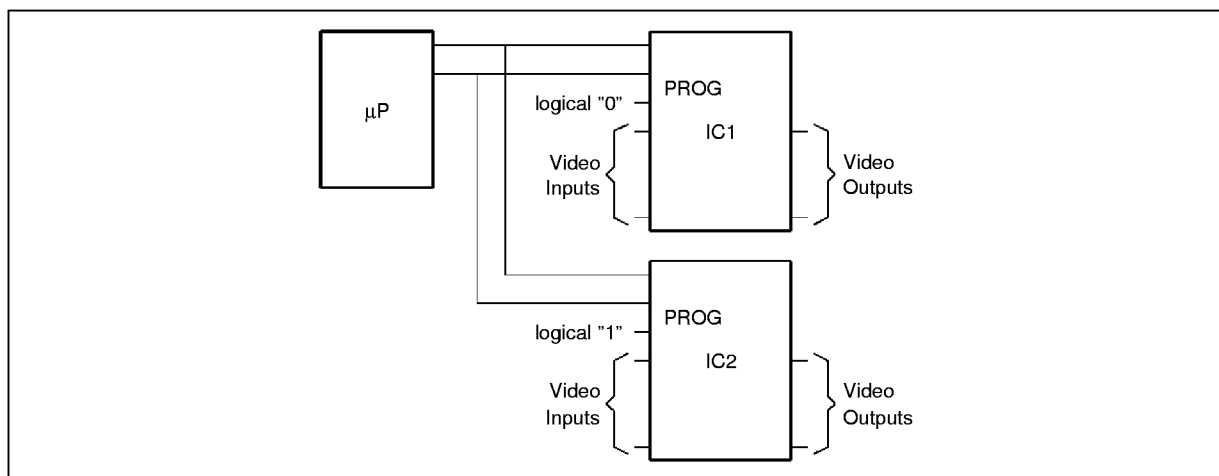 μP
PROG
logical "0"
IC1
Video
Inputs
Video
Outputs
PROG
logical "1"
IC2
Video
Inputs
Video
Outputs